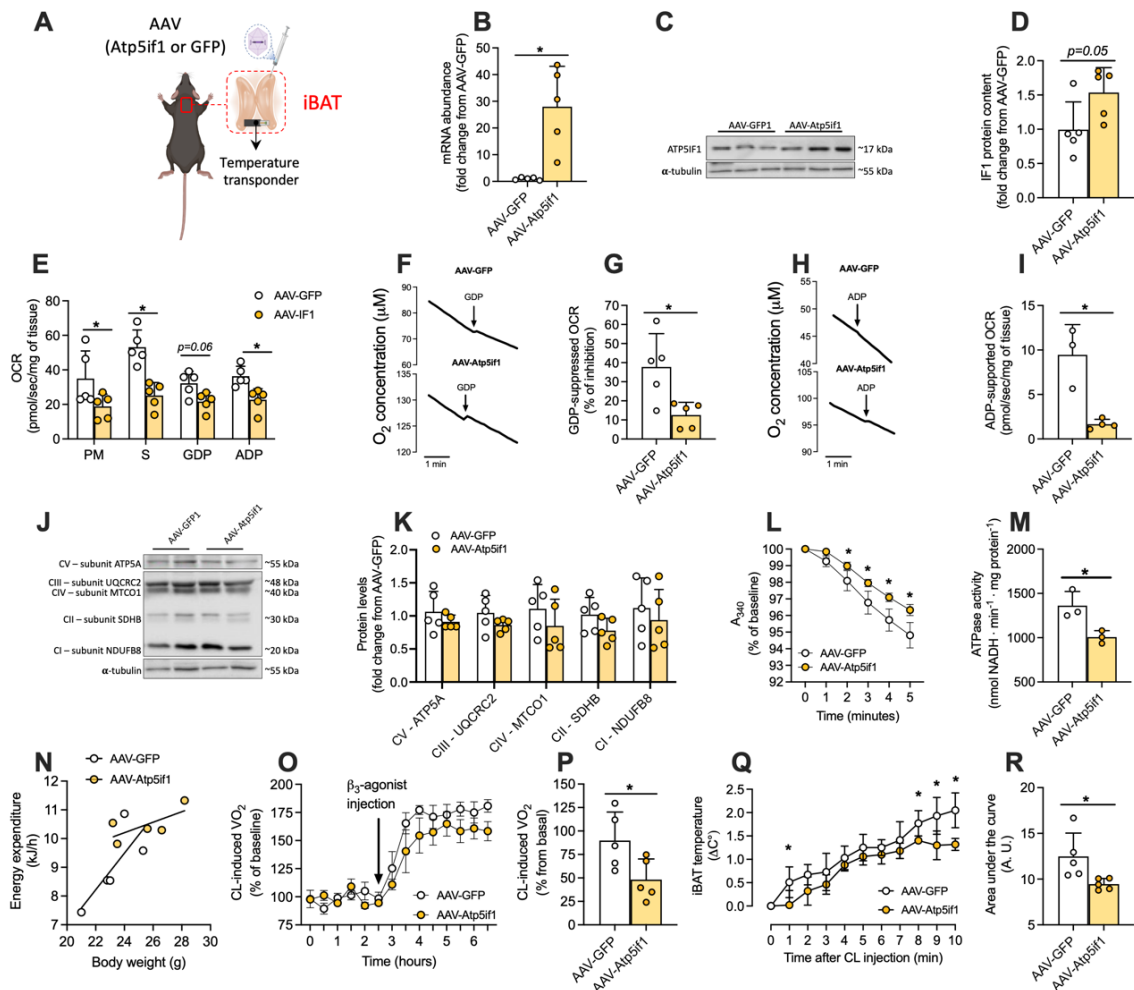 A
AAV
(Atp5if1 or GFP)
iBAT
Temperature
transponder
B
mRNA abundance
(fold change from AAV-GFP)
50
40
30
20
10
0
*
AAV-GFP
AAV-Atp5if1
C
AAV-GFP1
AAV-Atp5if1
ATP5IF1
~17 kDa
α-tubulin
~55 kDa
D
IF1 protein content
(fold change from AAV-GFP)
2.0
1.5
1.0
0.5
0.0
p=0.05
AAV-GFP
AAV-Atp5if1
E
OCR
(pmol/sec/mg of tissue)
80
60
40
20
0
AAV-GFP
AAV-IF1
*
*
p=0.06
*
PM
S
GDP
ADP
F
O2 concentration (μM)
AAV-GFP
GDP
90
80
70
60
AAV-Atp5if1
GDP
135
130
125
120
1 min
G
GDP-suppressed OCR
(% of inhibition)
100
80
60
40
20
0
*
AAV-GFP
AAV-Atp5if1
H
O2 concentration (μM)
AAV-GFP
ADP
55
50
45
40
AAV-Atp5if1
ADP
105
100
95
90
1 min
I
ADP-supported OCR
(pmol/sec/mg of tissue)
15
10
5
0
*
AAV-GFP
AAV-Atp5if1
J
AAV-GFP1
AAV-Atp5if1
CV – subunit ATP5A
~55 kDa
CIII – subunit UQCRC2
~48 kDa
CIV – subunit MTCO1
~40 kDa
CII – subunit SDHB
~30 kDa
CI – subunit NDUFB8
~20 kDa
α-tubulin
~55 kDa
K
Protein levels
(fold change from AAV-GFP)
2.0
1.5
1.0
0.5
0.0
AAV-GFP
AAV-Atp5if1
CV - ATP5A
CIII - UQCRC2
CIV - MTCO1
CII - SDHB
CI - NDUFB8
L
A340
(% of baseline)
100
99
98
97
96
95
94
93
92
* * * *
AAV-GFP
AAV-Atp5if1
0 1 2 3 4 5
Time (minutes)
M
ATPase activity
(nmol NADH · min-1 · mg protein-1)
2000
1500
1000
500
*
AAV-GFP
AAV-Atp5if1
N
AAV-GFP
AAV-Atp5if1
Energy expenditure
(kJ/h)
12
11
10
9
8
7
20 22 24 26 28 30
Body weight (g)
O
CL-induced VO2
(% of baseline)
200
175
150
125
100
75
β3-agonist
injection
AAV-GFP
AAV-Atp5if1
0 1 2 3 4 5 6
Time (hours)
P
CL-induced VO2
(% from basal)
200
150
100
50
0
*
AAV-GFP
AAV-Atp5if1
Q
iBAT temperature
(ΔC°)
2.5
2.0
1.5
1.0
0.5
0.0
* * * *
AAV-GFP
AAV-Atp5if1
0 1 2 3 4 5 6 7 8 9 10
Time after CL injection (min)
R
Area under the curve
(A. U.)
20
15
10
5
0
*
AAV-GFP
AAV-Atp5if1